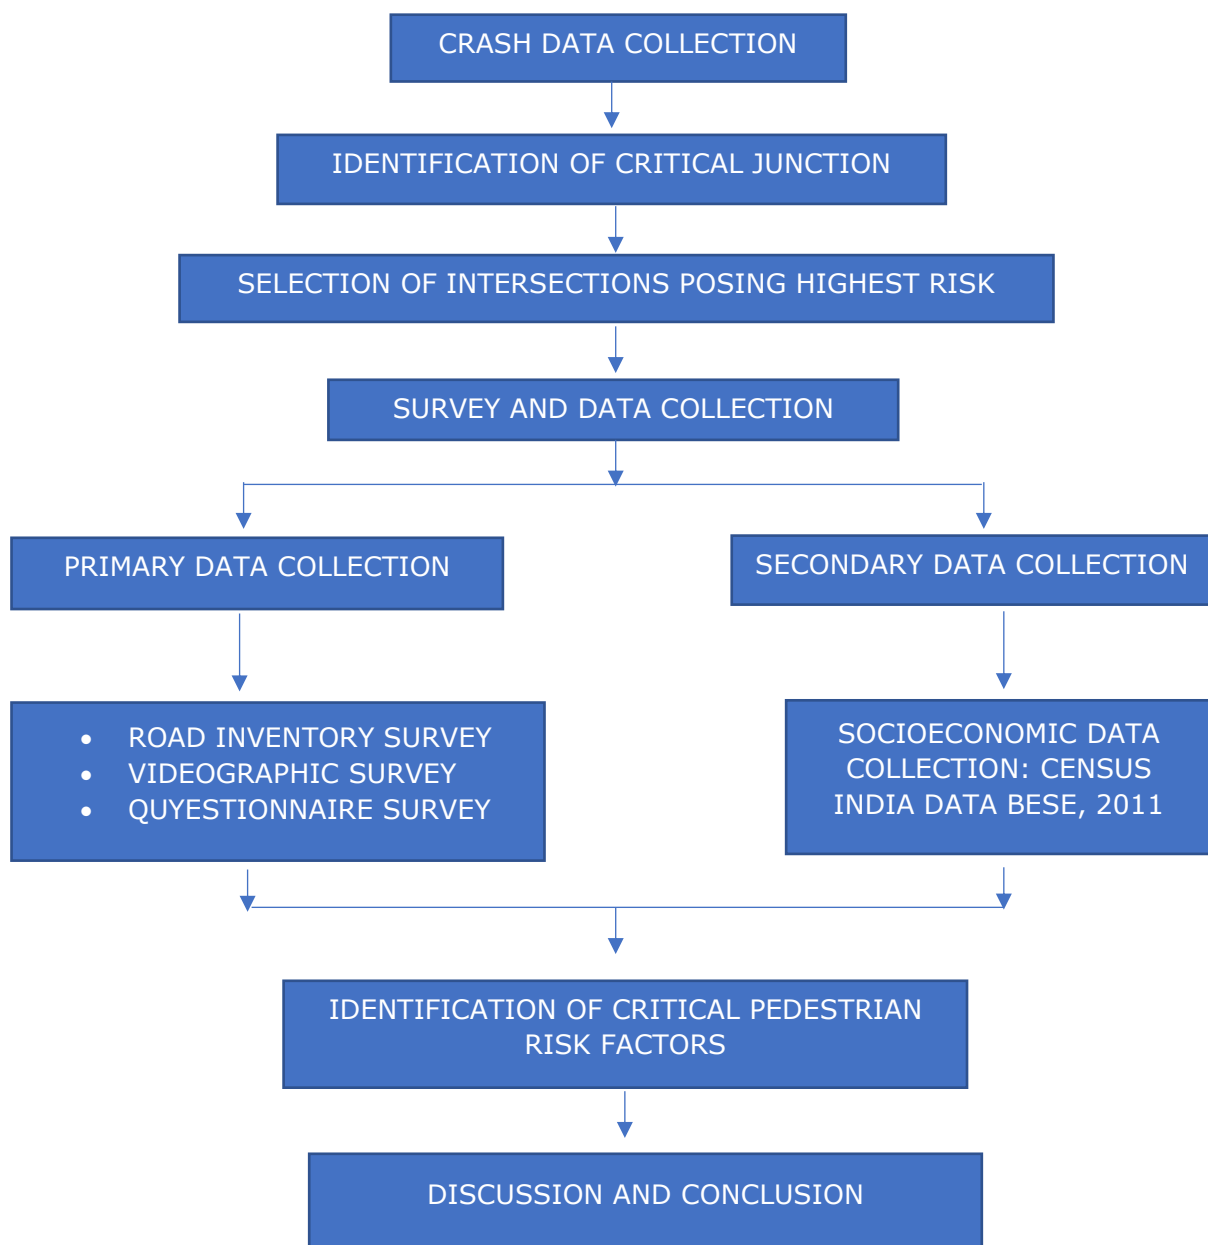 CRASH DATA COLLECTION
IDENTIFICATION OF CRITICAL JUNCTION
SELECTION OF INTERSECTIONS POSING HIGHEST RISK
SURVEY AND DATA COLLECTION
PRIMARY DATA COLLECTION
SECONDARY DATA COLLECTION
• ROAD INVENTORY SURVEY
• VIDEOGRAPHIC SURVEY
• QUYESTIONNAIRE SURVEY
SOCIOECONOMIC DATA
COLLECTION: CENSUS
INDIA DATA BESE, 2011
IDENTIFICATION OF CRITICAL PEDESTRIAN
RISK FACTORS
DISCUSSION AND CONCLUSION